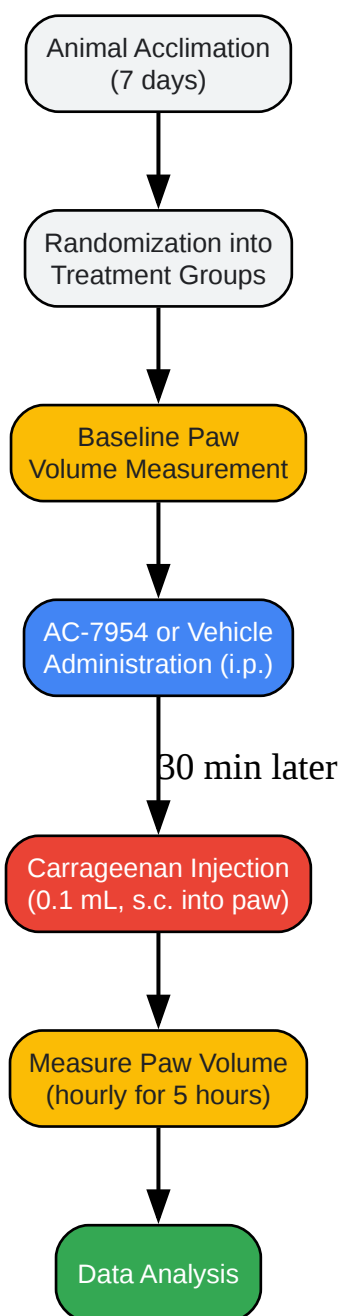 Animal Acclimation
(7 days)
Randomization into
Treatment Groups
Baseline Paw
Volume Measurement
AC-7954 or Vehicle
Administration (i.p.)
30 min later
Carrageenan Injection
(0.1 mL, s.c. into paw)
Measure Paw Volume
(hourly for 5 hours)
Data Analysis